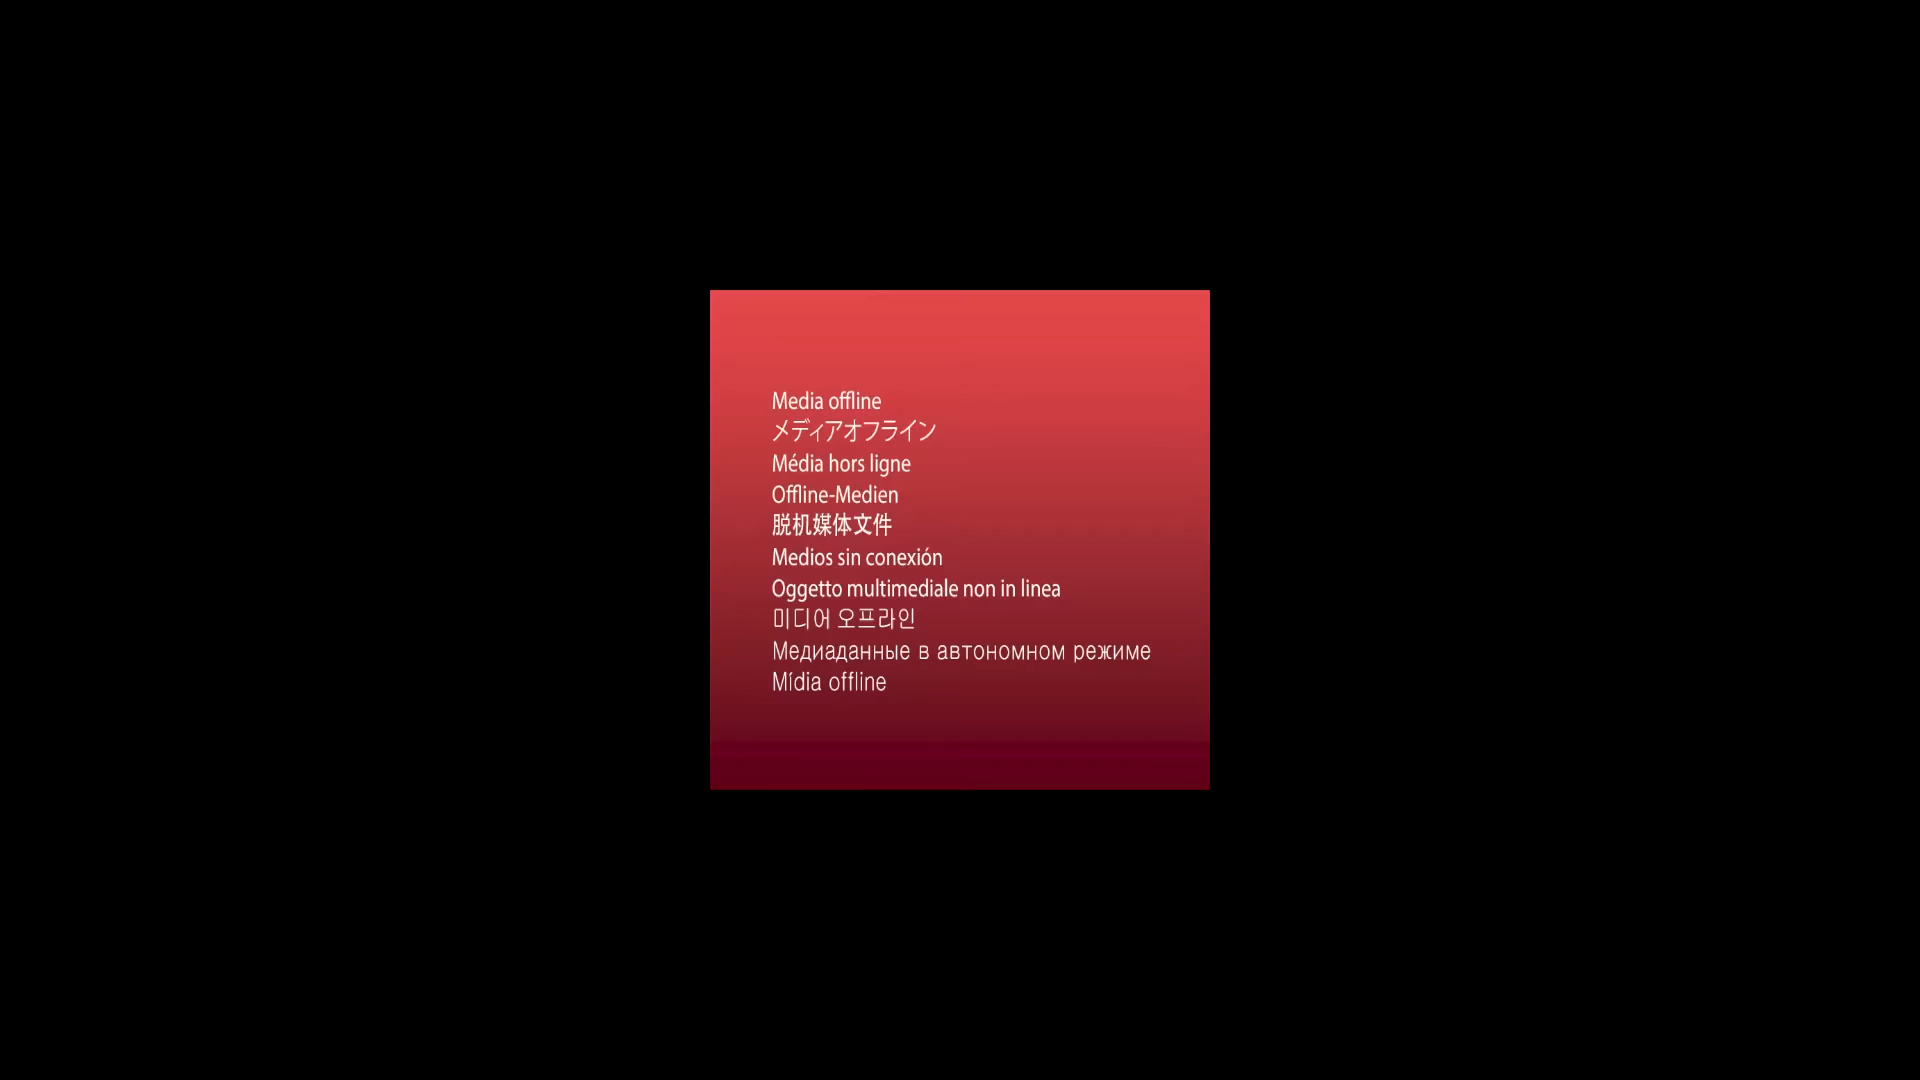 Media offline
メディアオフライン
Média hors ligne
Offline-Medien
脱机媒体文件
Medios sin conexión
Oggetto multimediale non in linea
미디어 오프라인
Медиаданные в автономном режиме
Mídia offline